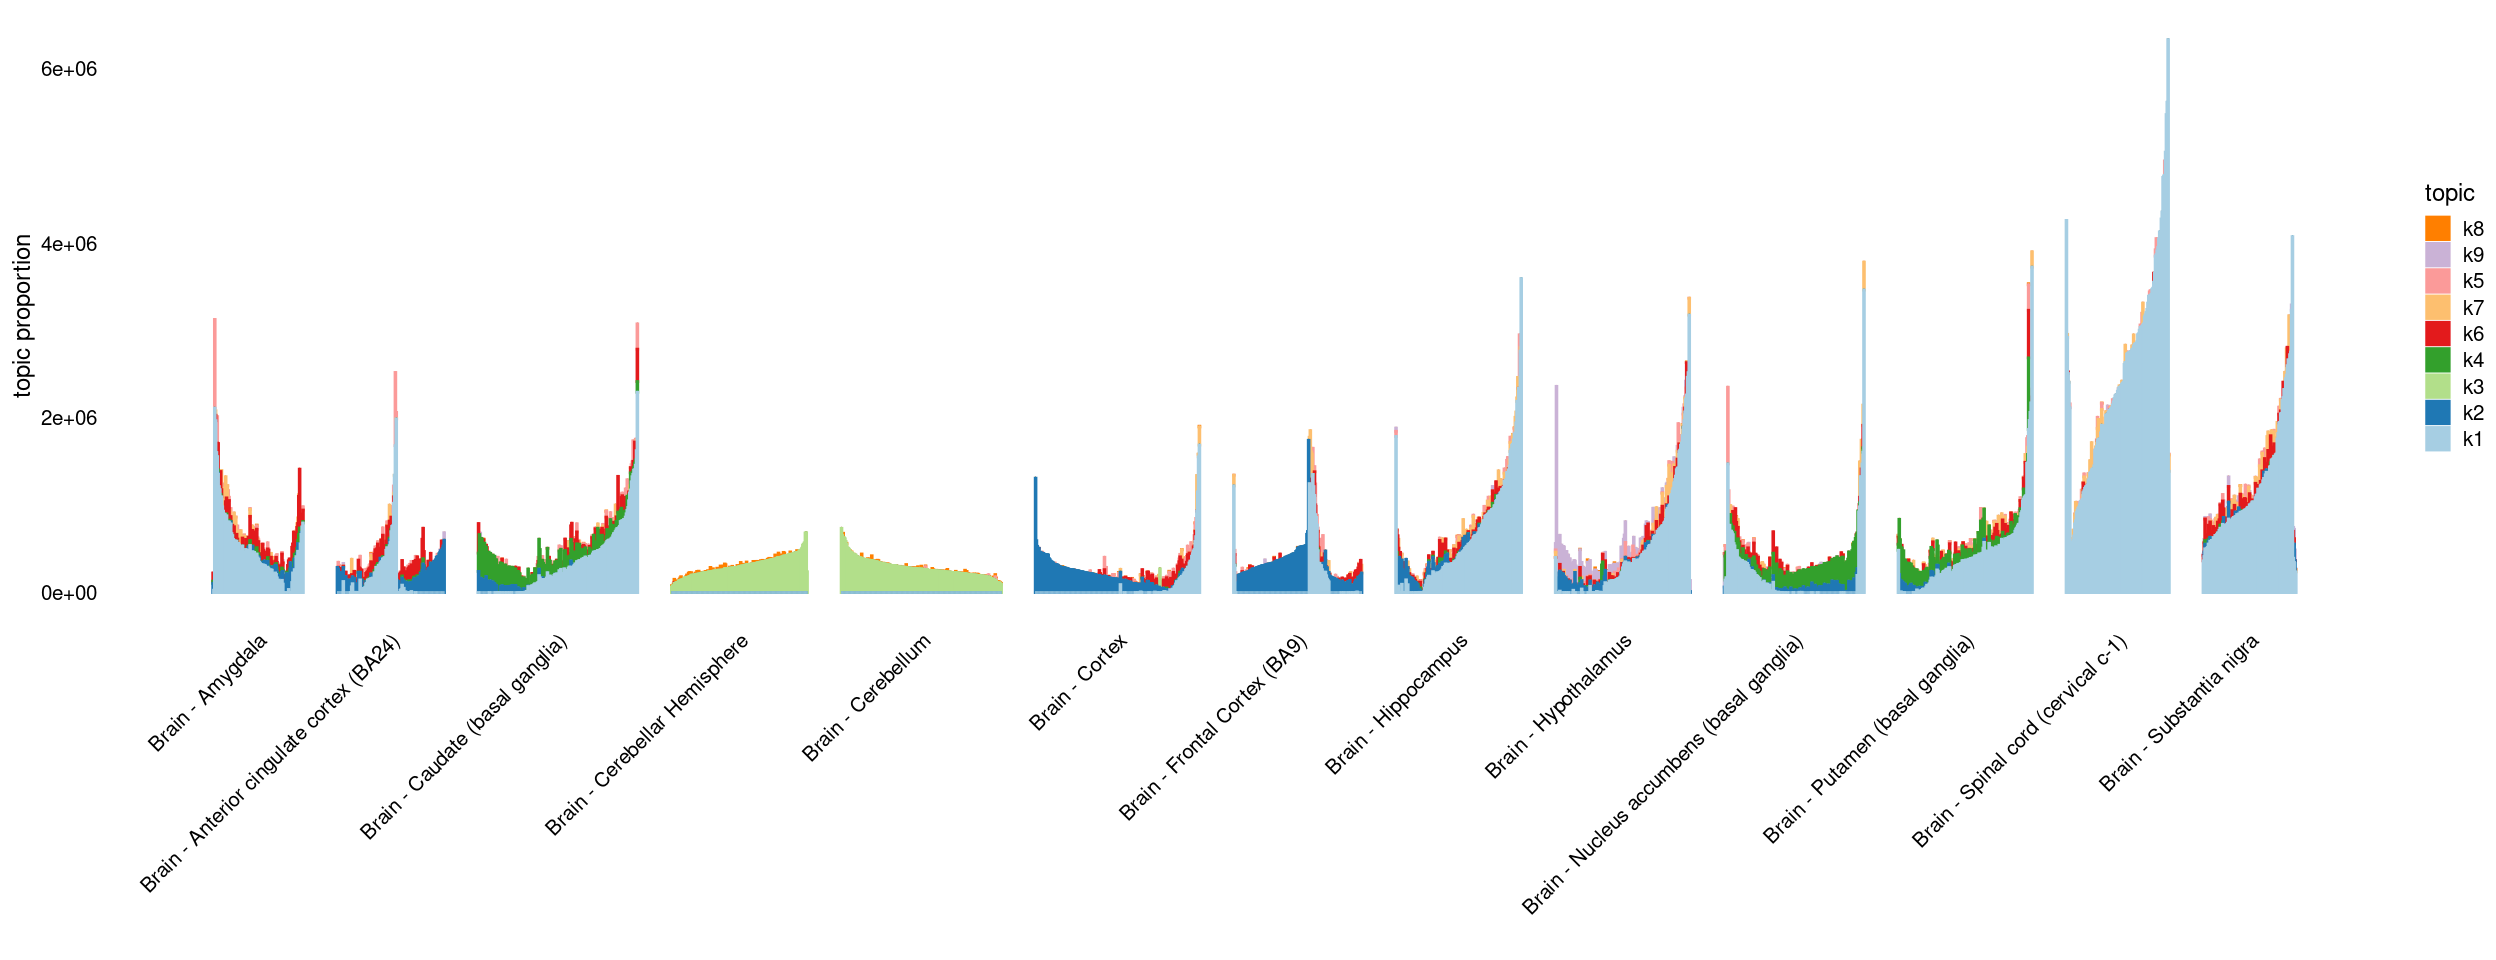 6e+06
4e+06
2e+06
0e+00
topic proportion
Brain - Amygdala
Brain - Anterior cingulate cortex (BA24)
Brain - Caudate (basal ganglia)
Brain - Cerebellar Hemisphere
Brain - Cerebellum
Brain - Cortex
Brain - Frontal Cortex (BA9)
Brain - Hippocampus
Brain - Hypothalamus
Brain - Nucleus accumbens (basal ganglia)
Brain - Putamen (basal ganglia)
Brain - Spinal cord (cervical c-1)
Brain - Substantia nigra
topic
k8
k9
k5
k7
k6
k4
k3
k2
k1